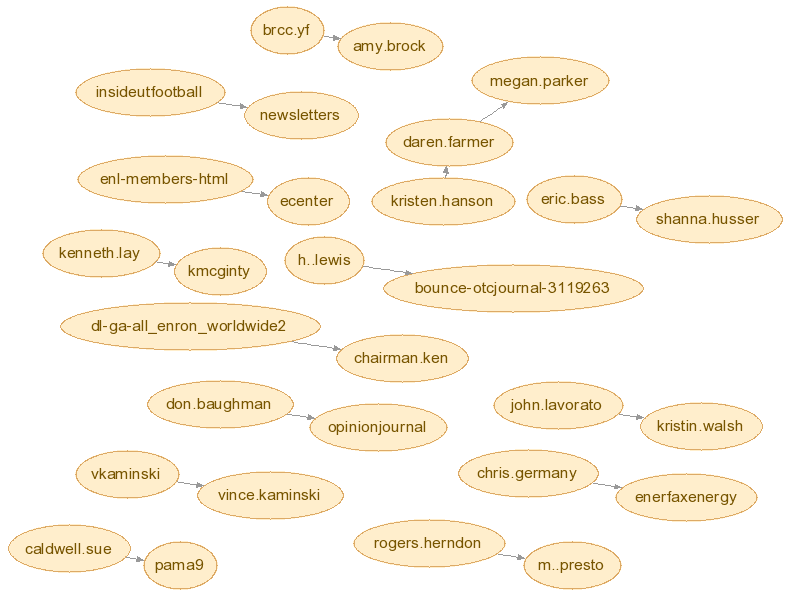 brcc.yf
amy.brock
megan.parker
insideutfootball
newsletters
daren.farmer
enl-members-html
ecenter
kristen.hanson
eric.bass
shanna.husser
kenneth.lay
kmcginty
h..lewis
bounce-otcjournal-3119263
dl-ga-all_enron_worldwide2
chairman.ken
don.baughman
opinionjournal
john.lavorato
kristin.walsh
vkaminski
vince.kaminski
chris.germany
enerfaxenergy
caldwell.sue
pama9
rogers.herndon
m..presto